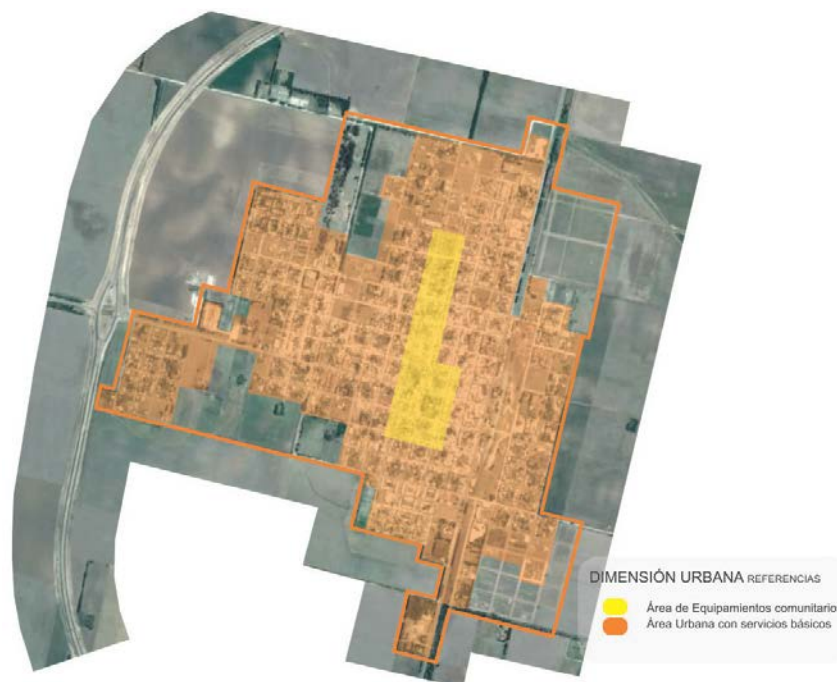 DIMENSIÓN URBANA REFERENCIAS
Área de Equipamientos comunitario
Área Urbana con servicios básicos